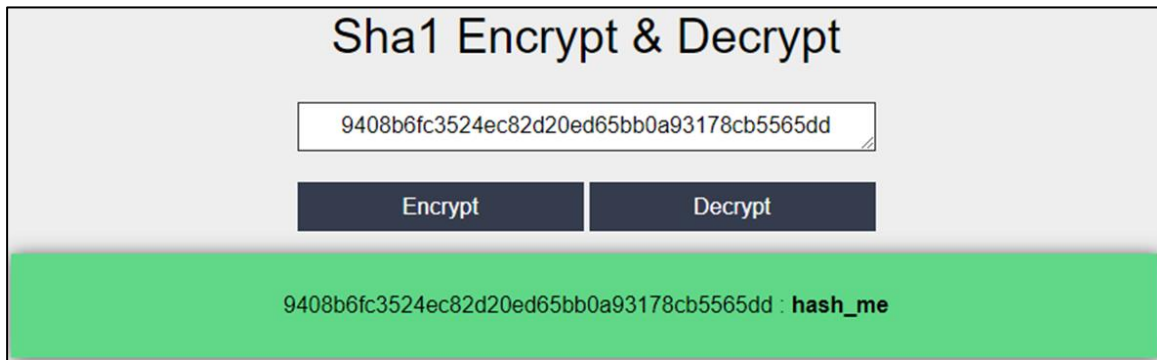 Sha1 Encrypt & Decrypt
9408b6fc3524ec82d20ed65bb0a93178cb5565dd
Encrypt Decrypt
9408b6fc3524ec82d20ed65bb0a93178cb5565dd : hash_me